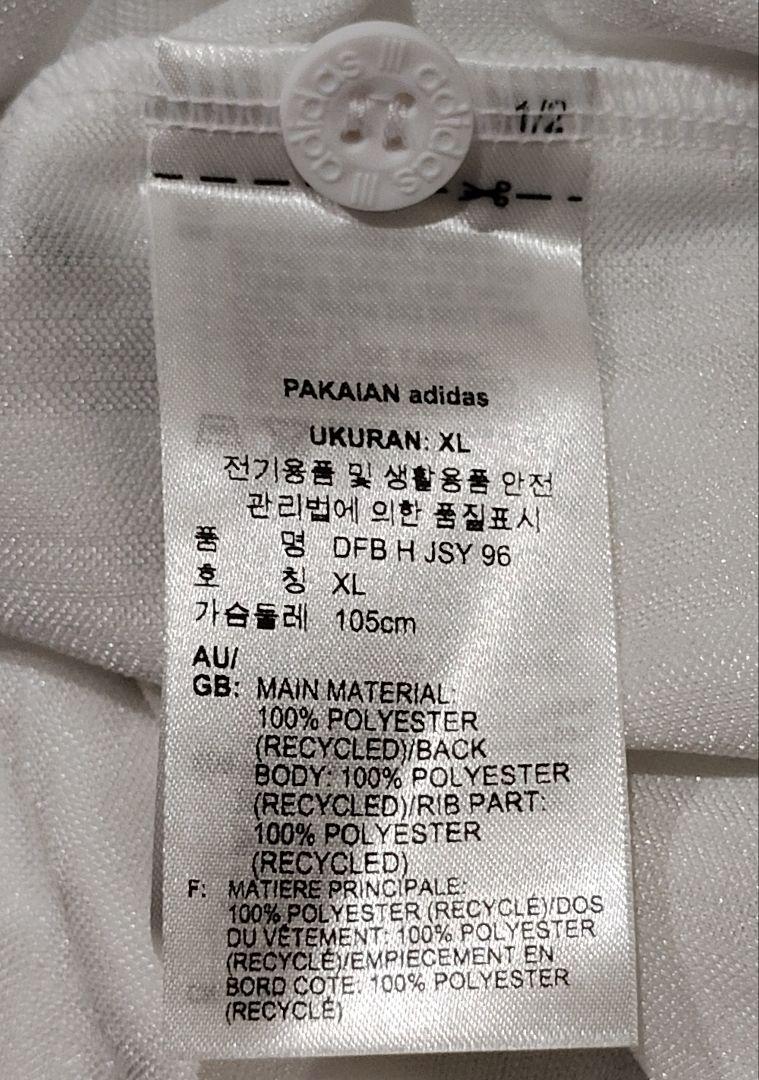 adidas adidas
1/2
PAKAIAN adidas
UKURAN: XL
전기용품 및 생활용품 안전
관리법에 의한 품질표시
품 명 DFB H JSY 96
호 칭 XL
가슴둘레 105cm
AU/
GB: MAIN MATERIAL:
100% POLYESTER
(RECYCLED)/BACK
BODY: 100% POLYESTER
(RECYCLED)/RIB PART:
100% POLYESTER
(RECYCLED)
F: MATIERE PRINCIPALE:
100% POLYESTER (RECYCLÉ)/DOS
DU VÊTEMENT: 100% POLYESTER
(RECYCLÉ)/EMPIECEMENT EN
BORD COTE: 100% POLYESTER
(RECYCLÉ)